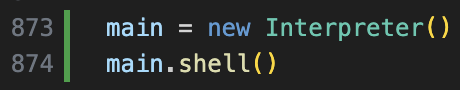 873 main = new Interpreter()
874 main.shell()